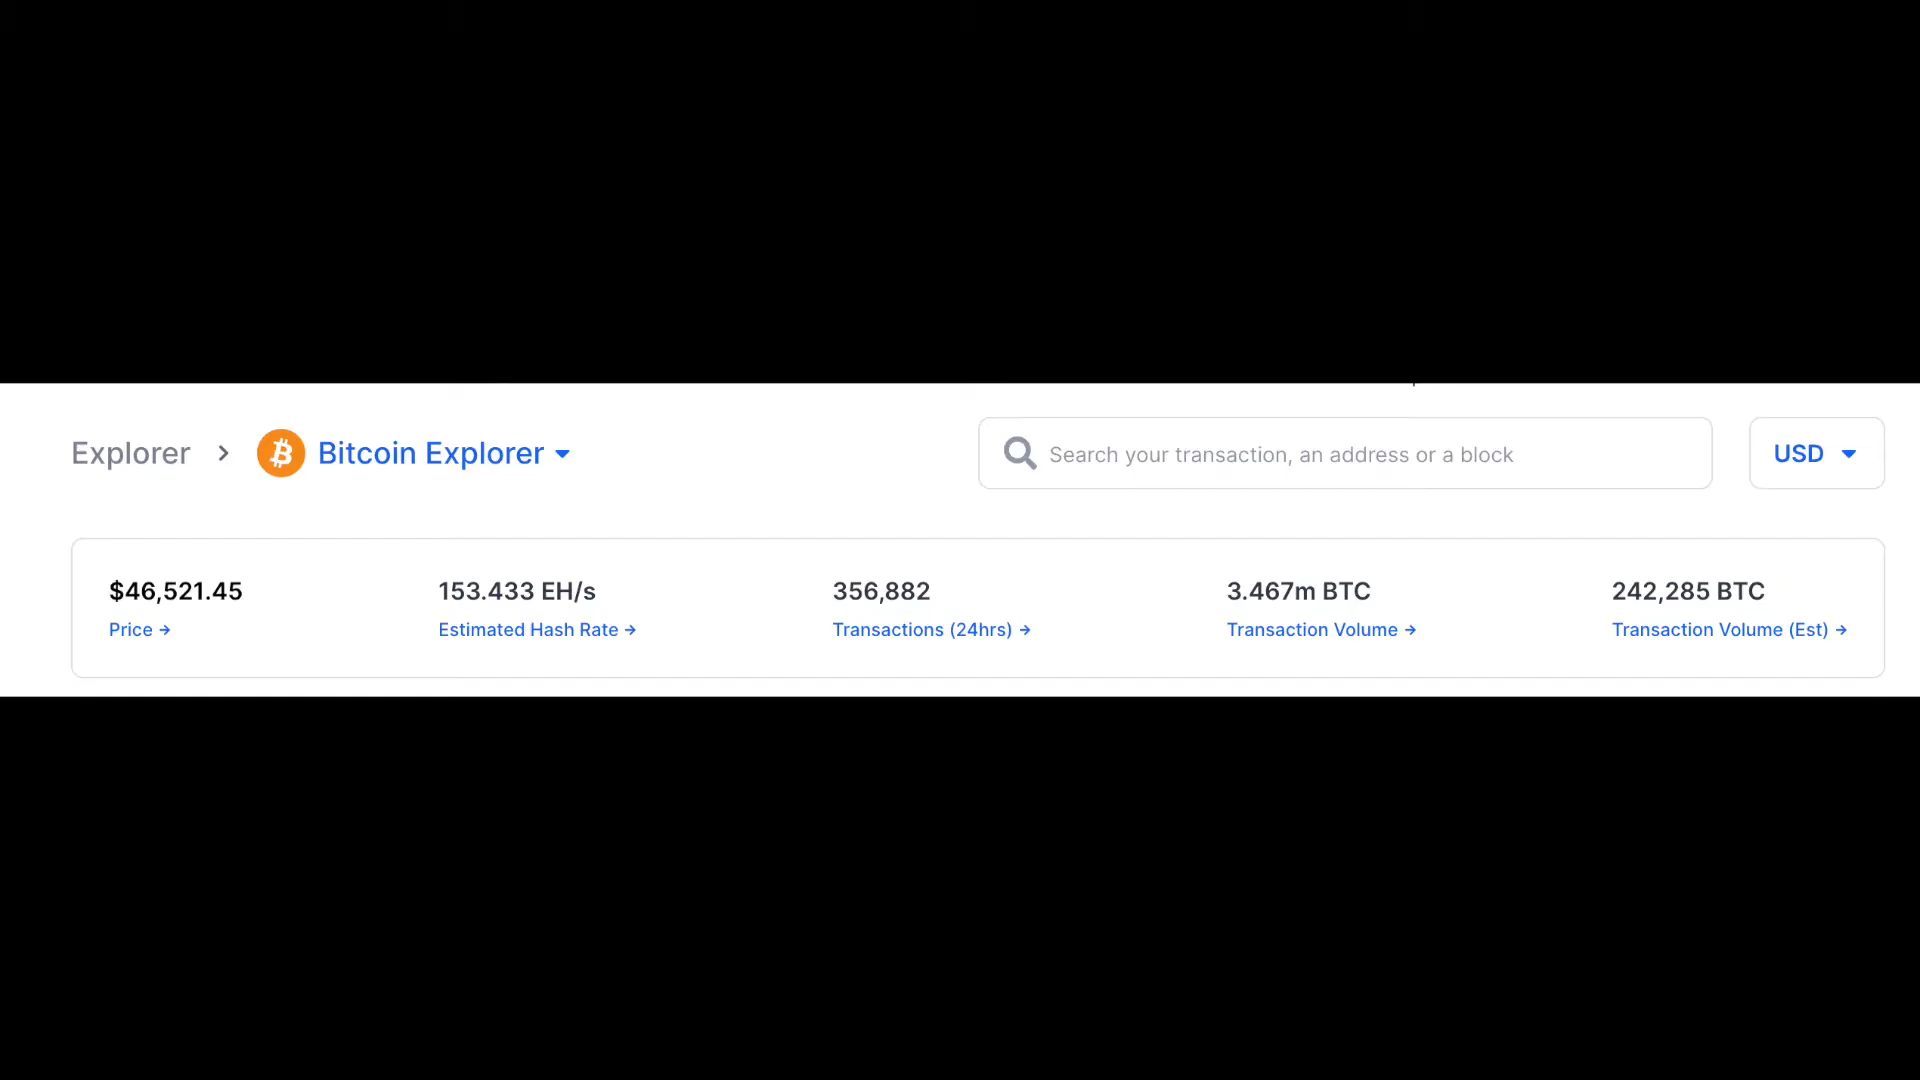 Explorer > Bitcoin Explorer
Search your transaction, an address or a block
USD
$46,521.45
Price →
153.433 EH/s
Estimated Hash Rate →
356,882
Transactions (24hrs) →
3.467m BTC
Transaction Volume →
242,285 BTC
Transaction Volume (Est) →